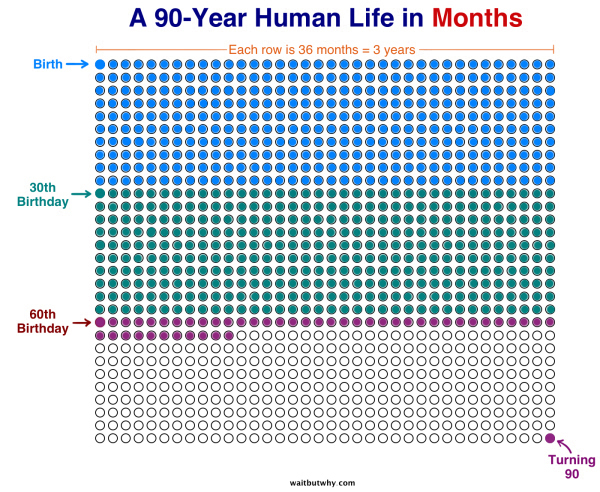 A 90-Year Human Life in Months
Each row is 36 months = 3 years
Birth
30th
Birthday
60th
Birthday
Turning
90
waitbutwhy.com